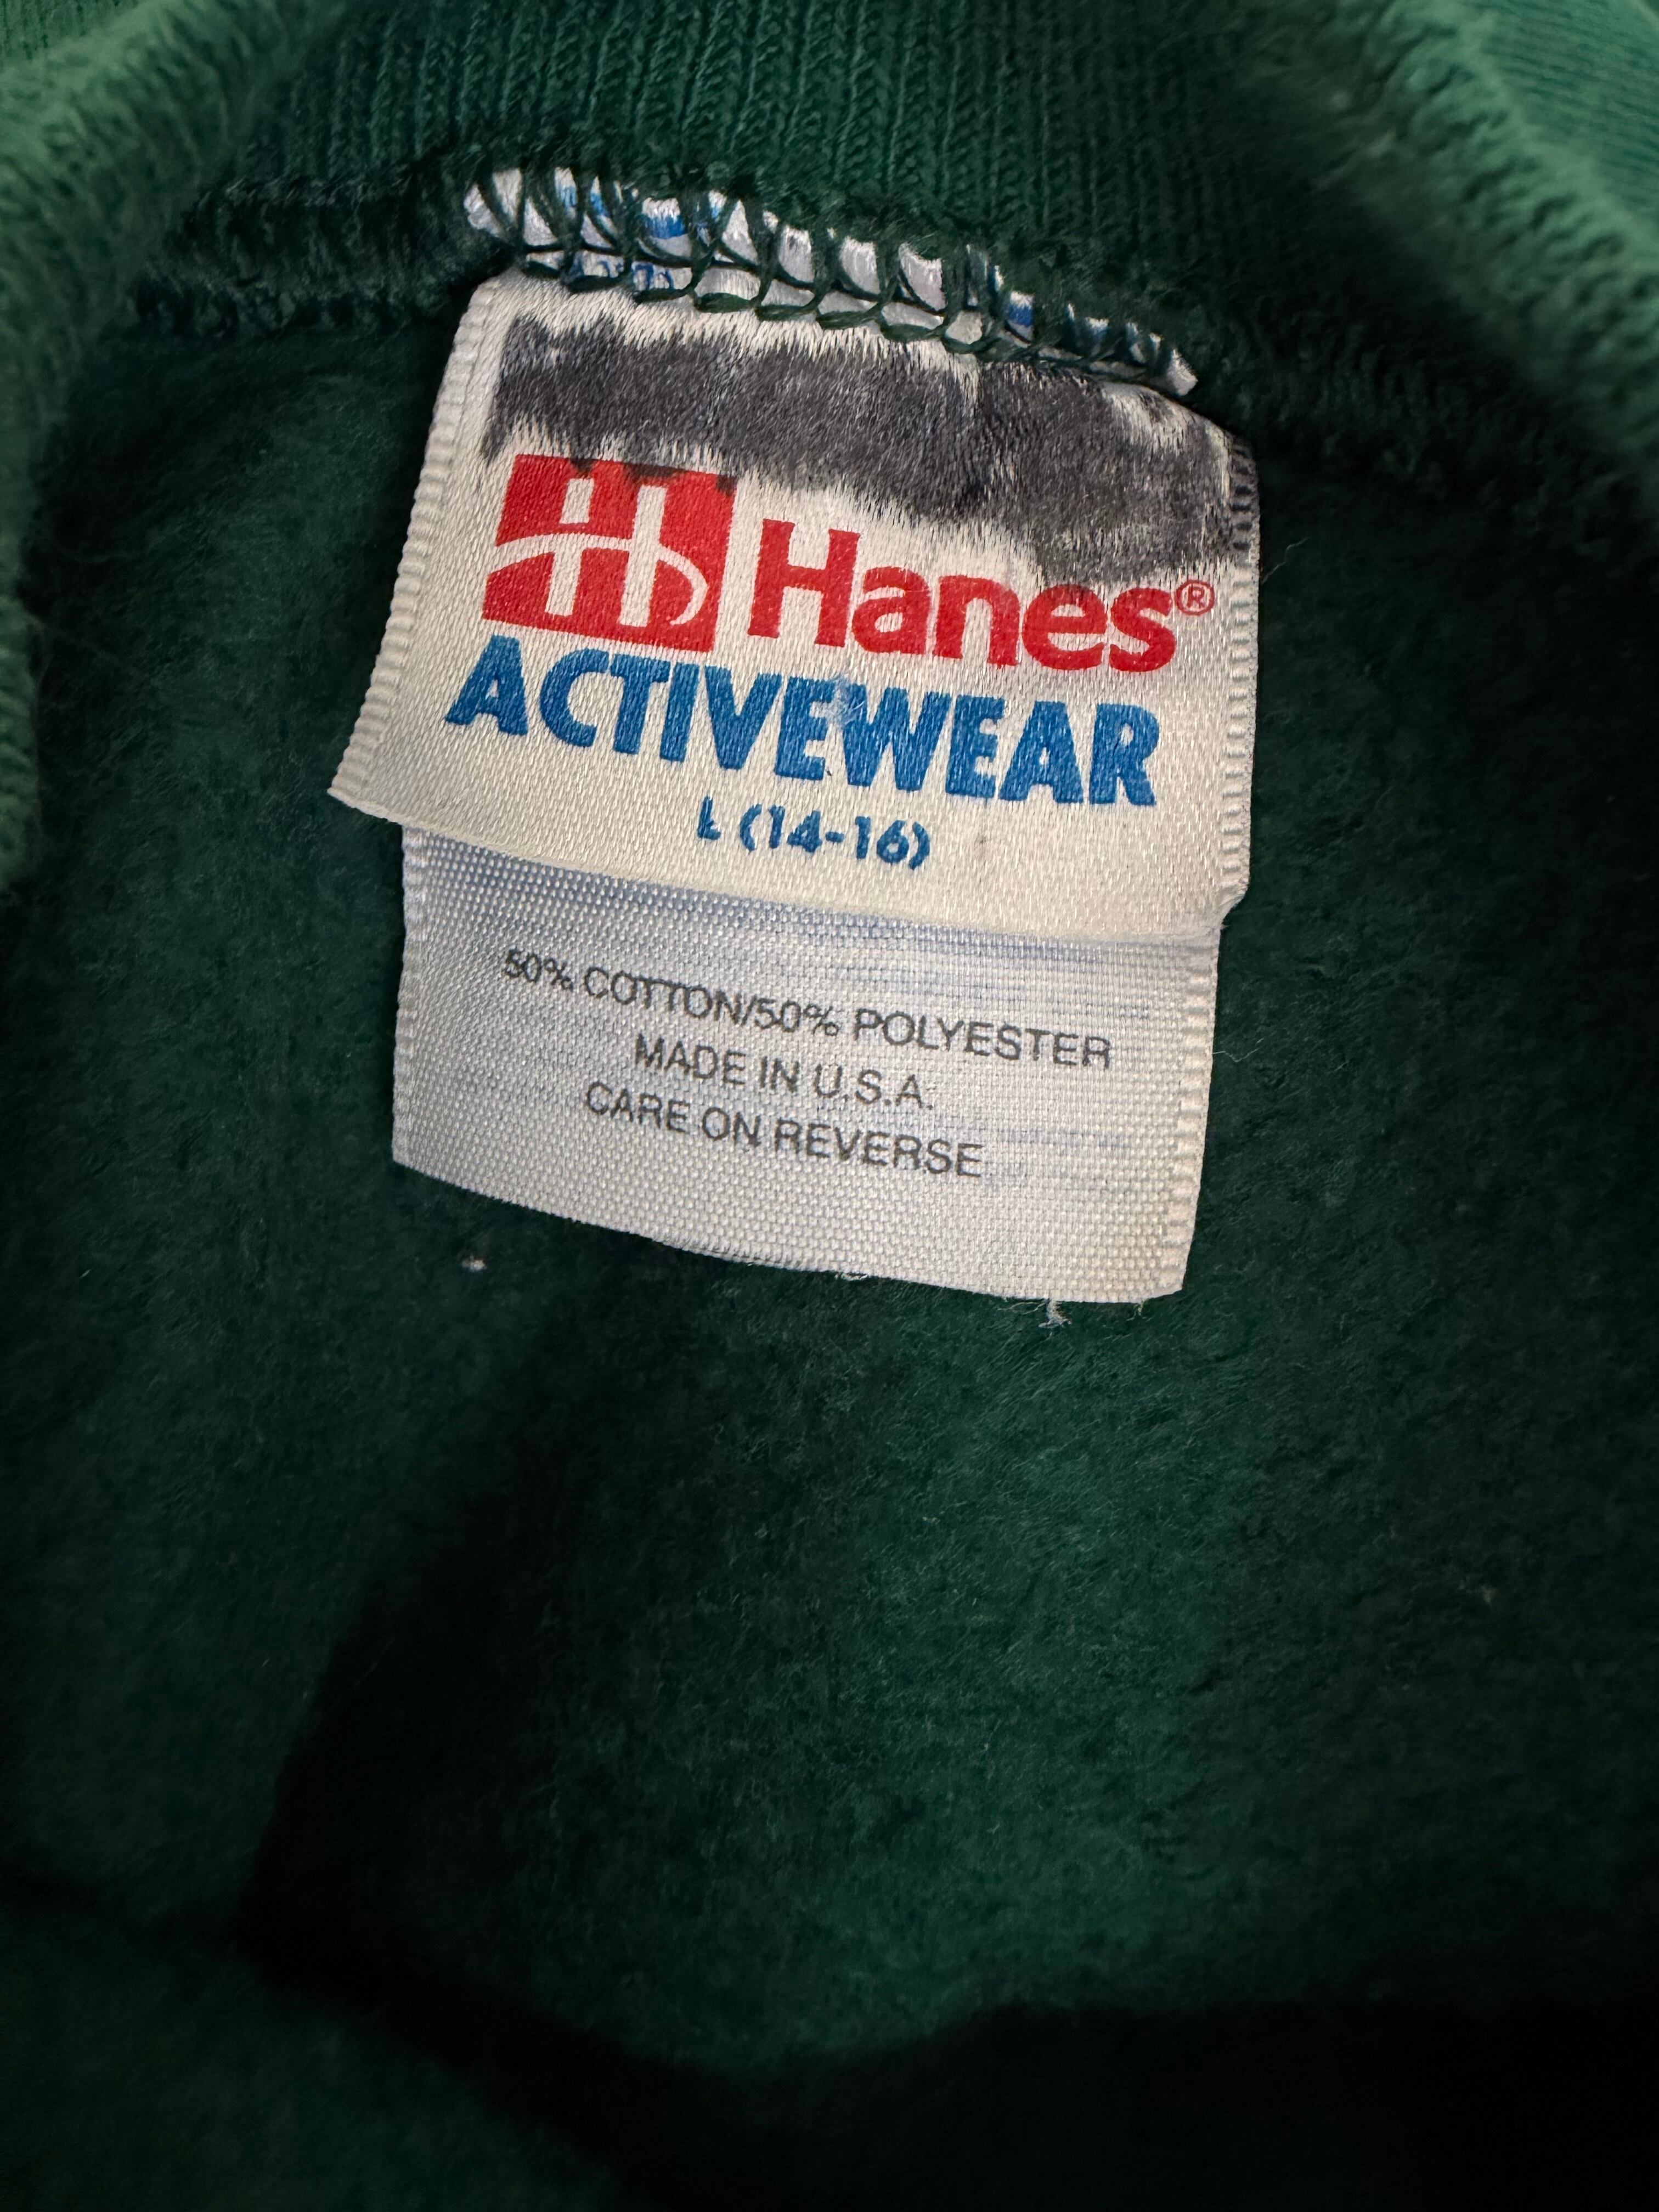 Hanes®
ACTIVEWEAR
L (14-16)
50% COTTON/50% POLYESTER
MADE IN U.S.A.
CARE ON REVERSE